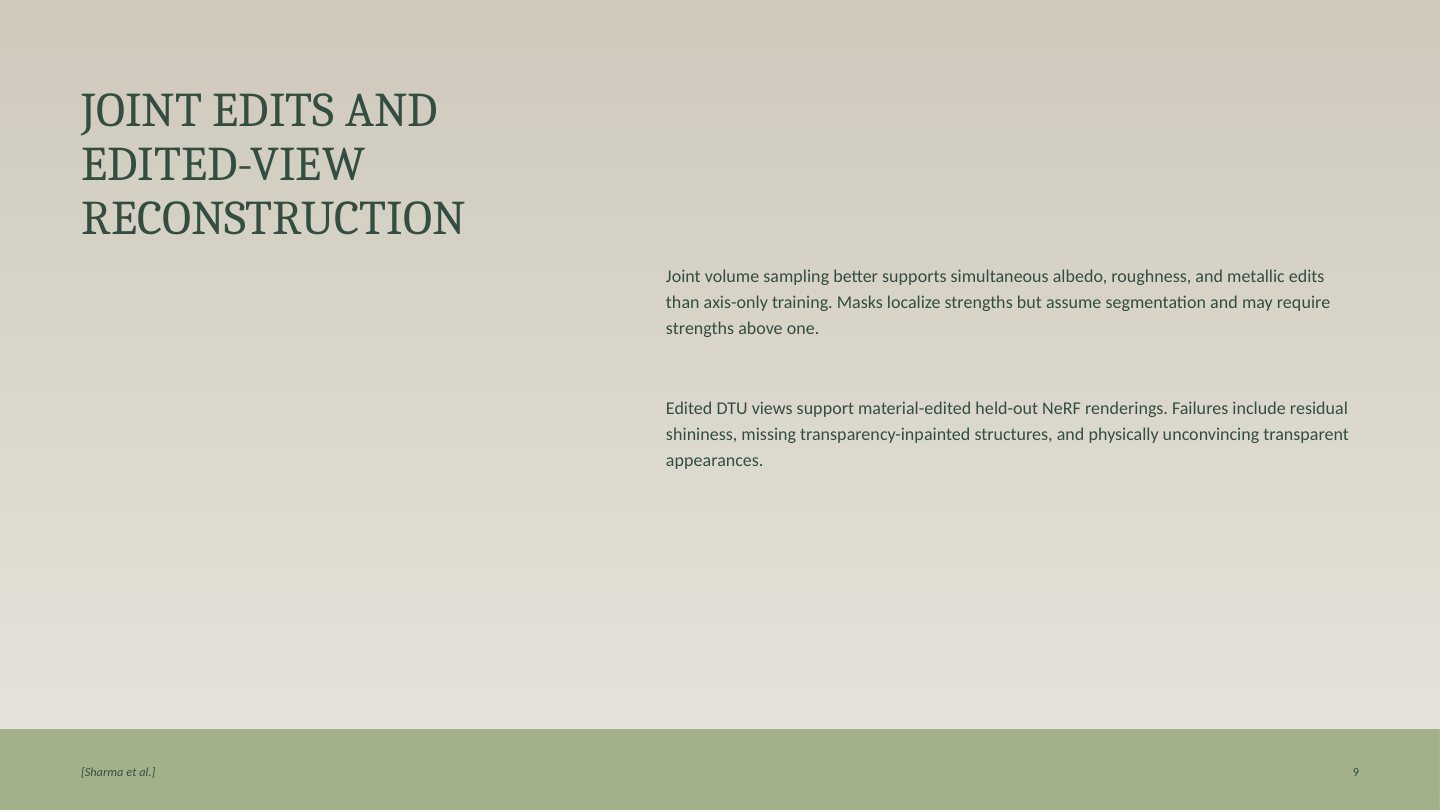 JOINT EDITS AND
EDITED-VIEW
RECONSTRUCTION
Joint volume sampling better supports simultaneous albedo, roughness, and metallic edits
than axis-only training. Masks localize strengths but assume segmentation and may require
strengths above one.
Edited DTU views support material-edited held-out NeRF renderings. Failures include residual
shininess, missing transparency-inpainted structures, and physically unconvincing transparent
appearances.
[Sharma et al.]
9